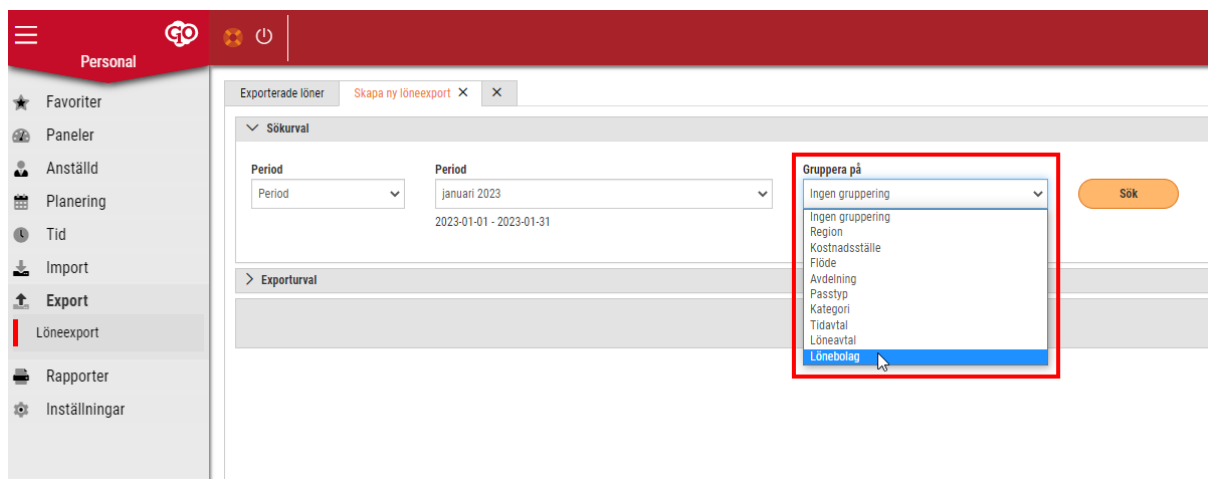 GO
Personal
Favoriter
Paneler
Anställd
Planering
Tid
Import
Export
Löneexport
Rapporter
Inställningar
Exporterade löner Skapa ny löneexport
Sökurval
Period Period Gruppera på
Period januari 2023 Ingen gruppering Sök
2023-01-01 - 2023-01-31
Ingen gruppering
Region
Kostnadsställe
Flöde
Avdelning
Passtyp
Kategori
Tidavtal
Löneavtal
Lönebolag
Exporturval